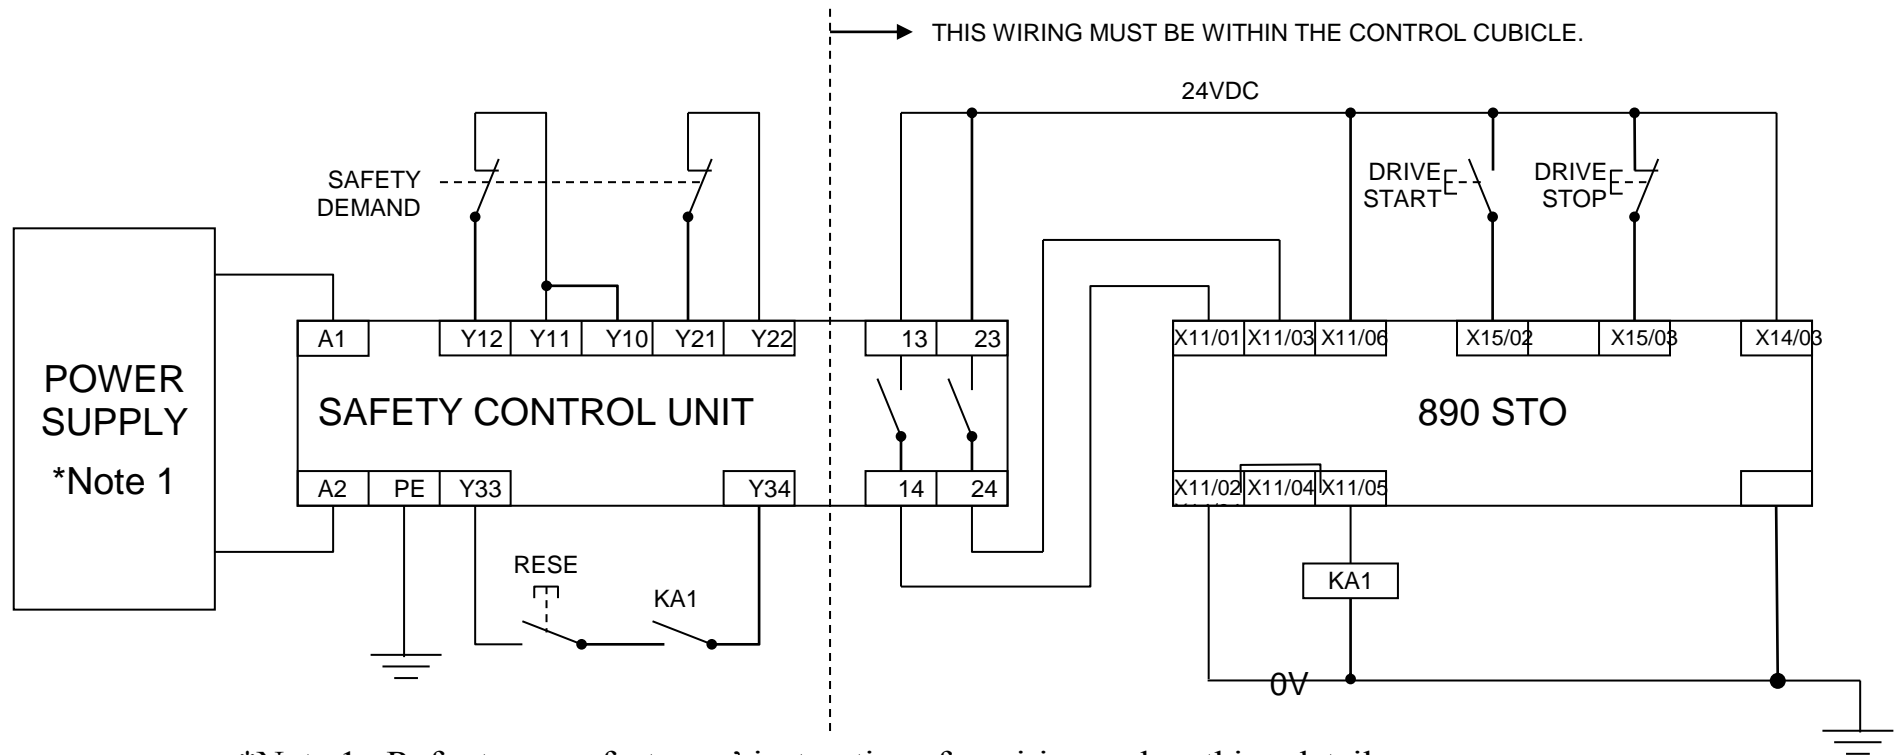 THIS WIRING MUST BE WITHIN THE CONTROL CUBICLE.
24VDC
SAFETY
DEMAND
DRIVE
START
DRIVE
STOP
A1 Y12 Y11 Y10 Y21 Y22 13 23 X11/01 X11/03 X11/06 X15/02 X15/03 X14/03
POWER
SUPPLY
*Note 1
SAFETY CONTROL UNIT
890 STO
A2 PE Y33 Y34 14 24 X11/02 X11/04 X11/05
RESE
KA1
KA1
0V